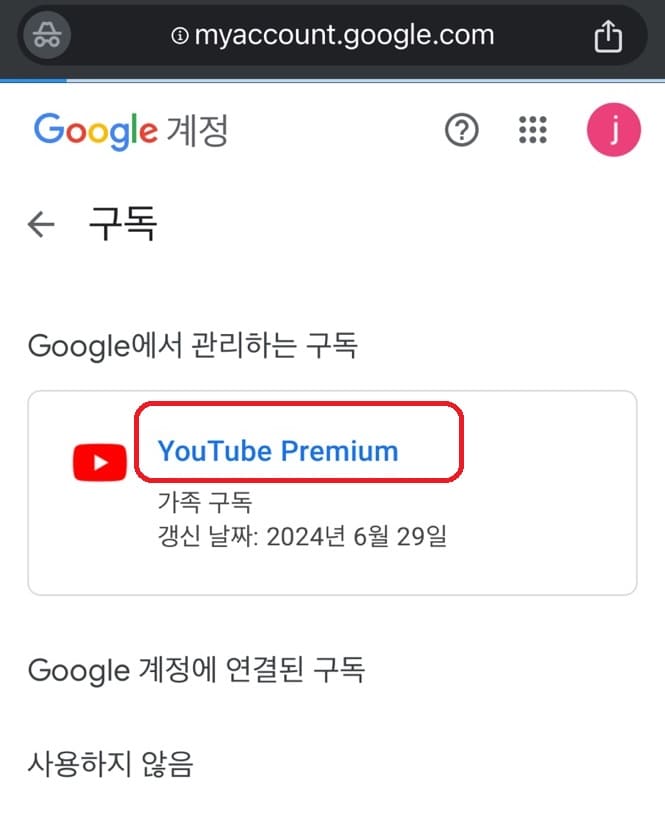 myaccount.google.com
Google 계정
j
구독
Google에서 관리하는 구독
YouTube Premium
가족 구독
갱신 날짜: 2024년 6월 29일
Google 계정에 연결된 구독
사용하지 않음